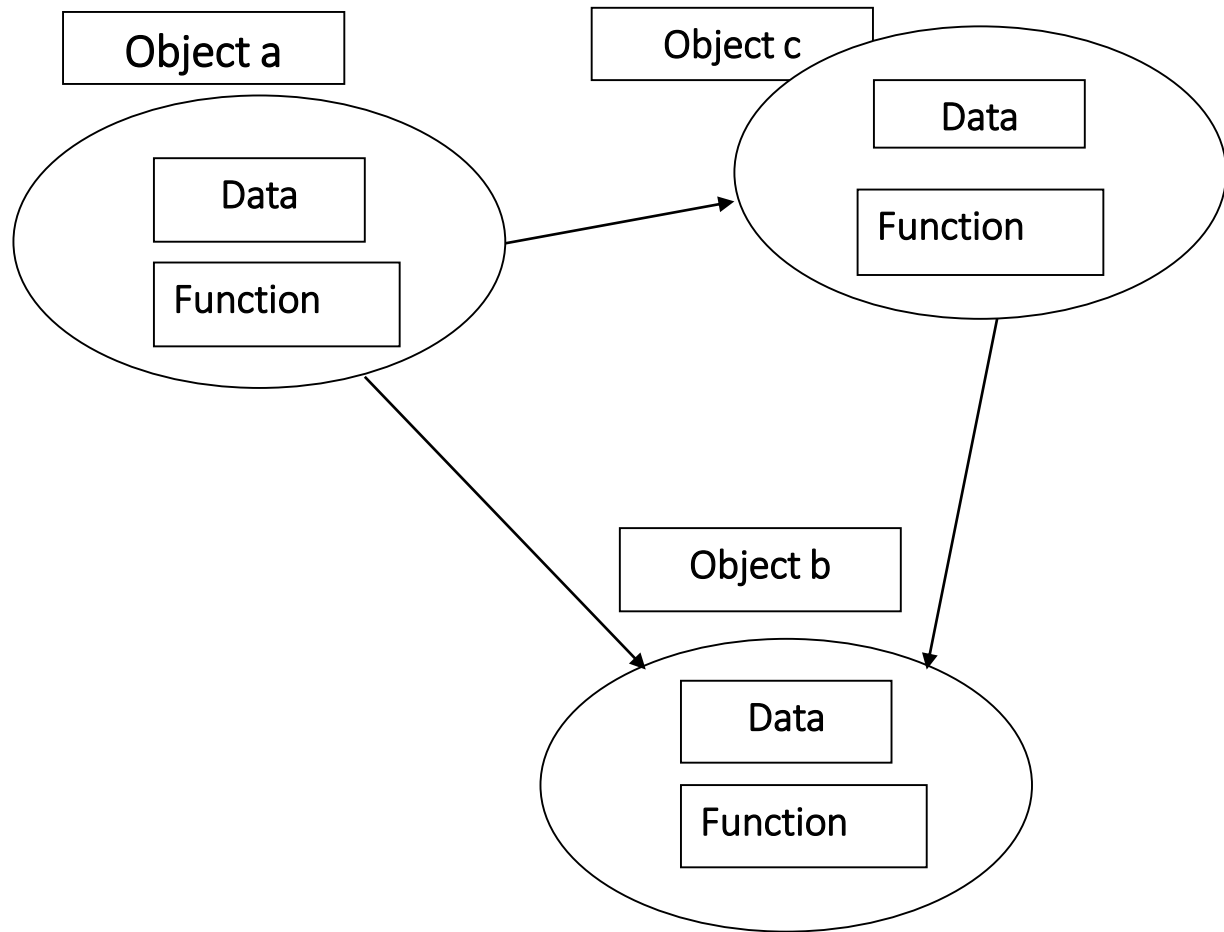 Object a
Data
Function
Object c
Data
Function
Object b
Data
Function